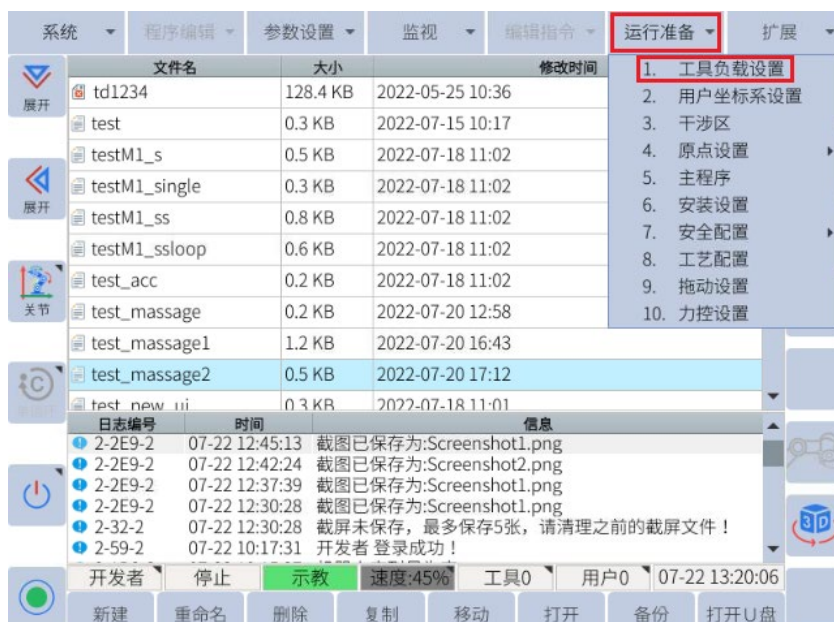 系统 程序编辑 参数设置 监视 编辑指令 运行准备 扩展
文件名 大小 修改时间
td1234 128.4 KB 2022-05-25 10:36
test 0.3 KB 2022-07-15 10:17
testM1_s 0.5 KB 2022-07-18 11:02
testM1_single 0.3 KB 2022-07-18 11:02
testM1_ss 0.8 KB 2022-07-18 11:02
testM1_ssloop 0.6 KB 2022-07-18 11:02
test_acc 0.2 KB 2022-07-18 11:02
test_massage 0.2 KB 2022-07-20 12:58
test_massage1 1.2 KB 2022-07-20 16:43
test_massage2 0.5 KB 2022-07-20 17:12
test_new_ui 0.3 KB 2022-07-18 11:01
1. 工具负载设置
2. 用户坐标系设置
3. 干涉区
4. 原点设置
5. 主程序
6. 安装设置
7. 安全配置
8. 工艺配置
9. 拖动设置
10. 力控设置
展开
展开
关节
日志编号 时间 信息
2-2E9-2 07-22 12:45:13 截图已保存为:Screenshot1.png
2-2E9-2 07-22 12:42:24 截图已保存为:Screenshot2.png
2-2E9-2 07-22 12:37:39 截图已保存为:Screenshot1.png
2-2E9-2 07-22 12:30:28 截图已保存为:Screenshot1.png
2-32-2 07-22 12:30:28 截屏未保存，最多保存5张，请清理之前的截屏文件！
2-59-2 07-22 10:17:31 开发者 登录成功！
3D
开发者 停止 示教 速度:45% 工具0 用户0 07-22 13:20:06
新建 重命名 删除 复制 移动 打开 备份 打开U盘